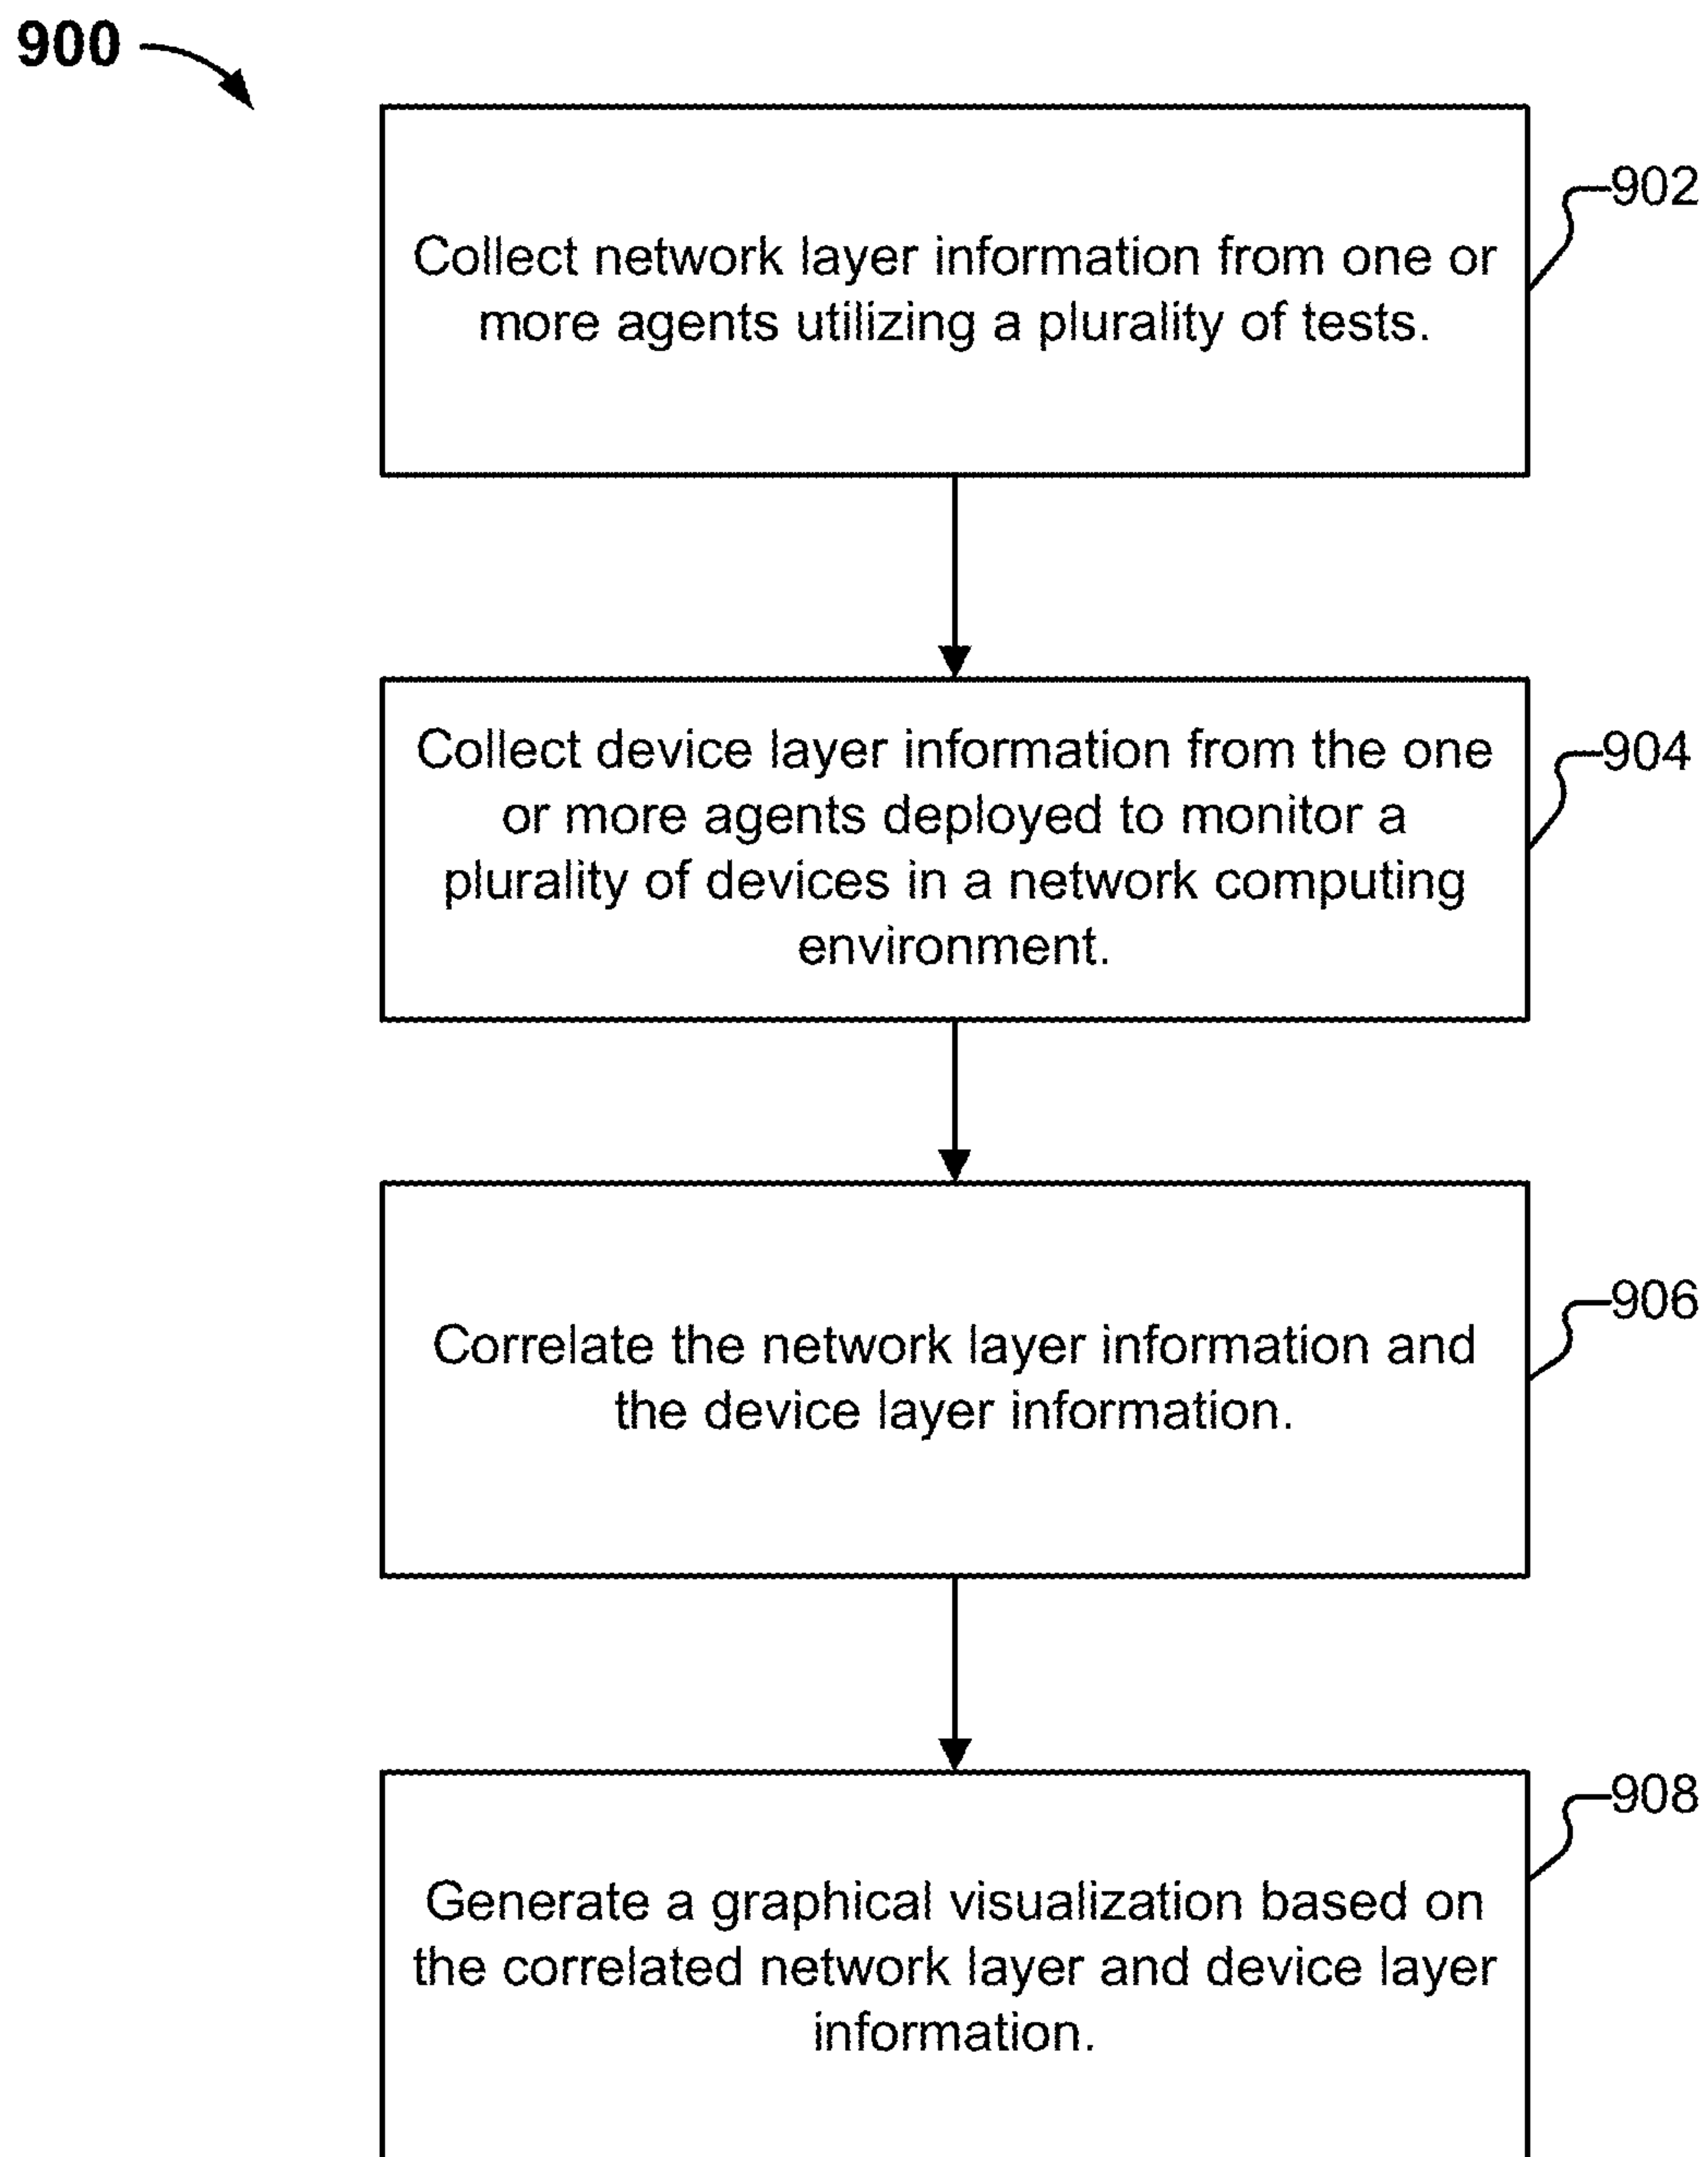 900
902
Collect network layer information from one or
more agents utilizing a plurality of tests.
904
Collect device layer information from the one
or more agents deployed to monitor a
plurality of devices in a network computing
environment.
906
Correlate the network layer information and
the device layer information.
908
Generate a graphical visualization based on
the correlated network layer and device layer
information.